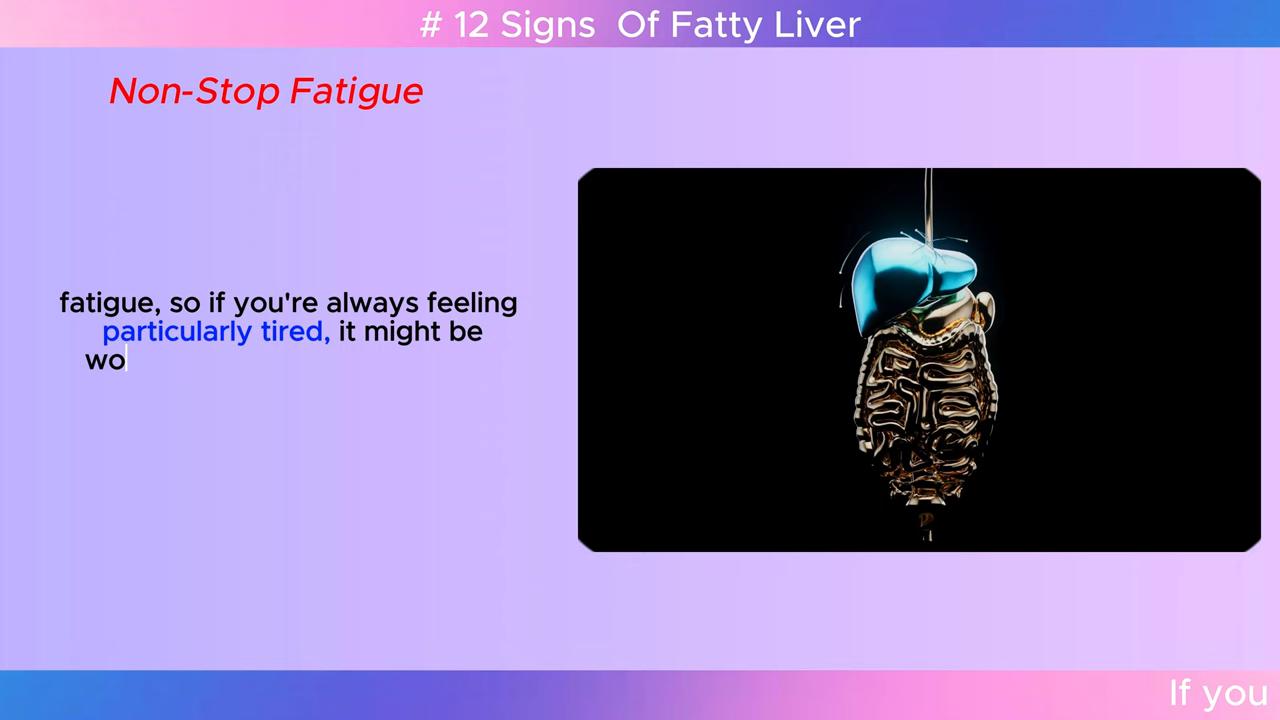 # 12 Signs Of Fatty Liver
Non-Stop Fatigue
fatigue, so if you're always feeling
particularly tired, it might be
wo
If you